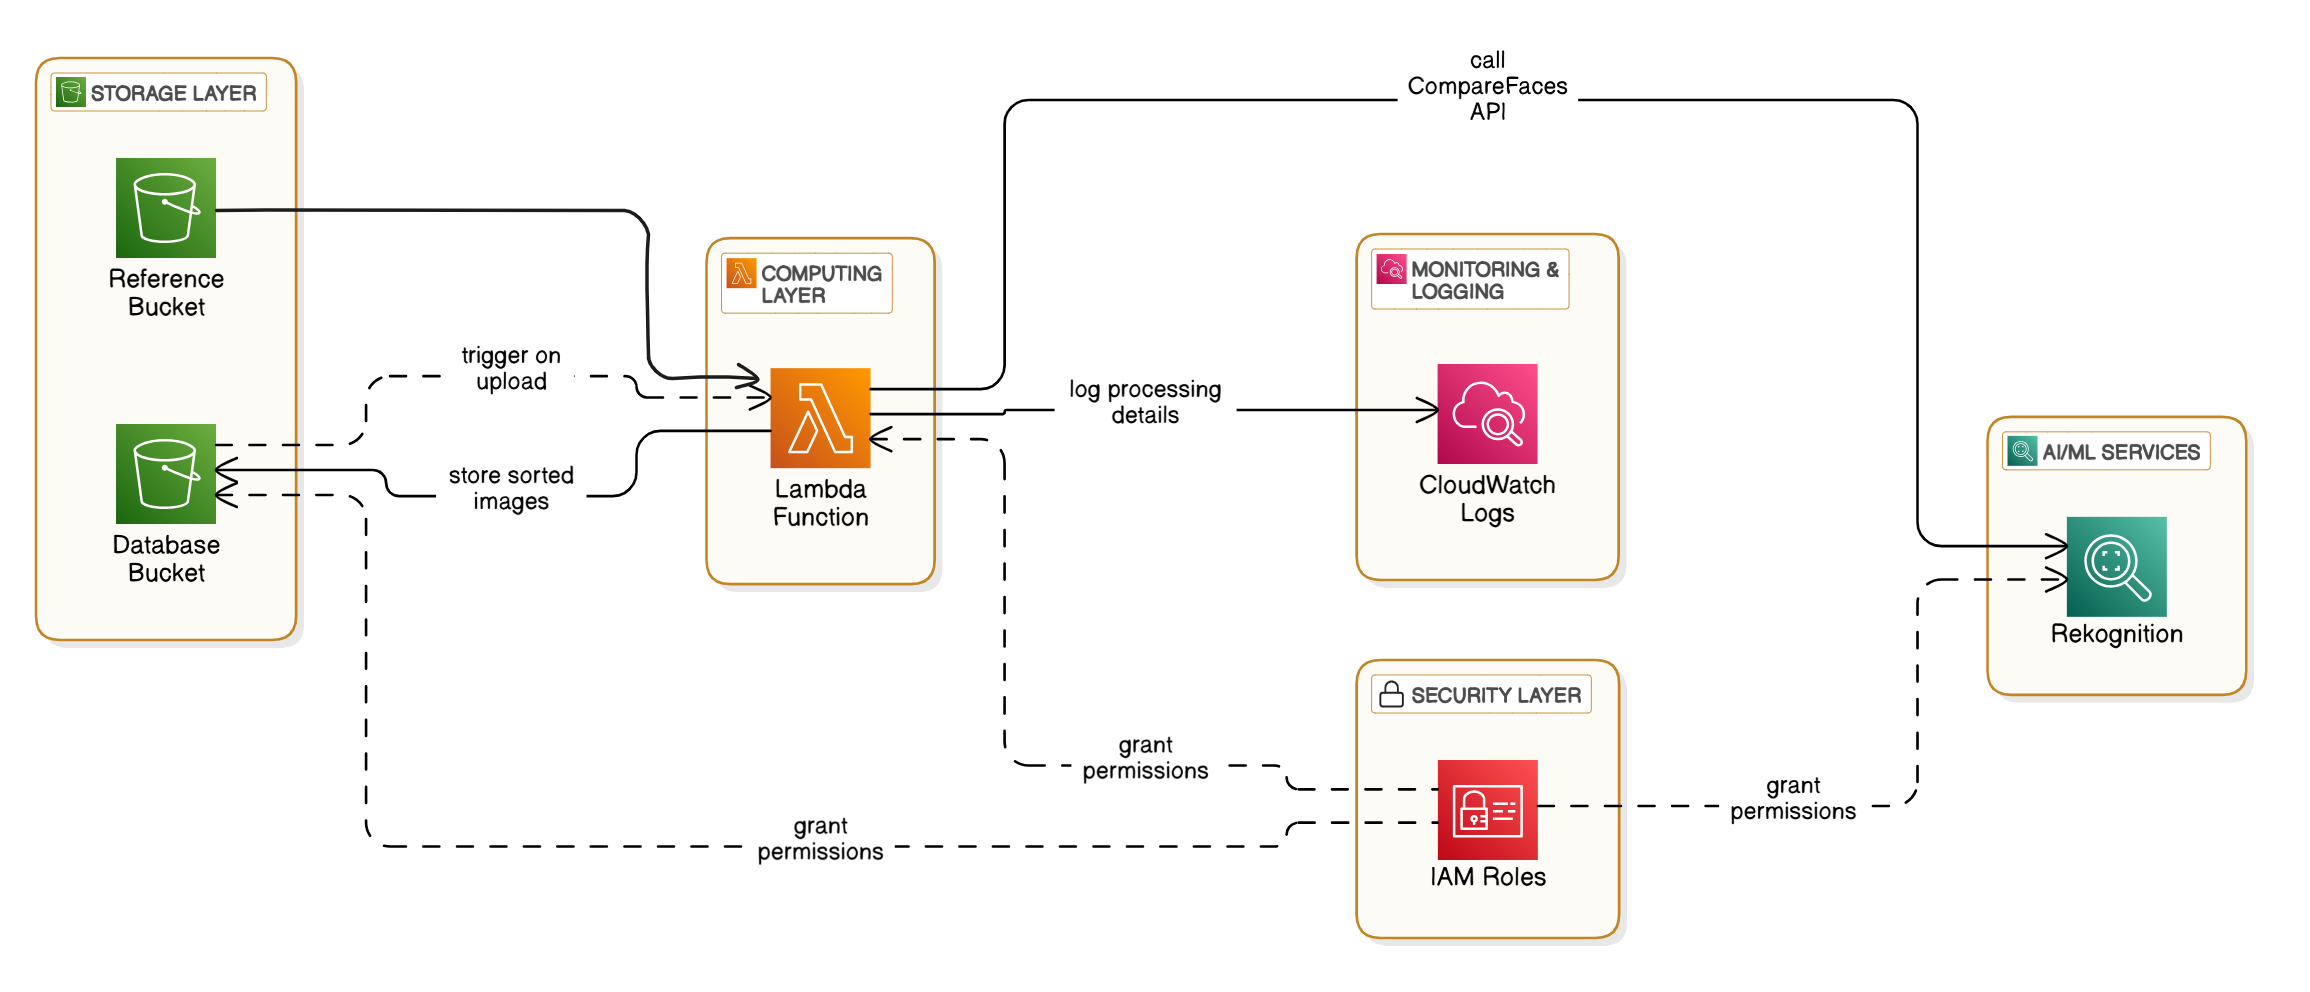 STORAGE LAYER
Reference
Bucket
Database
Bucket
trigger on
upload
store sorted
images
COMPUTING
LAYER
Lambda
Function
call
CompareFaces
API
log processing
details
MONITORING &
LOGGING
CloudWatch
Logs
AI/ML SERVICES
Rekognition
SECURITY LAYER
IAM Roles
grant
permissions
grant
permissions
grant
permissions